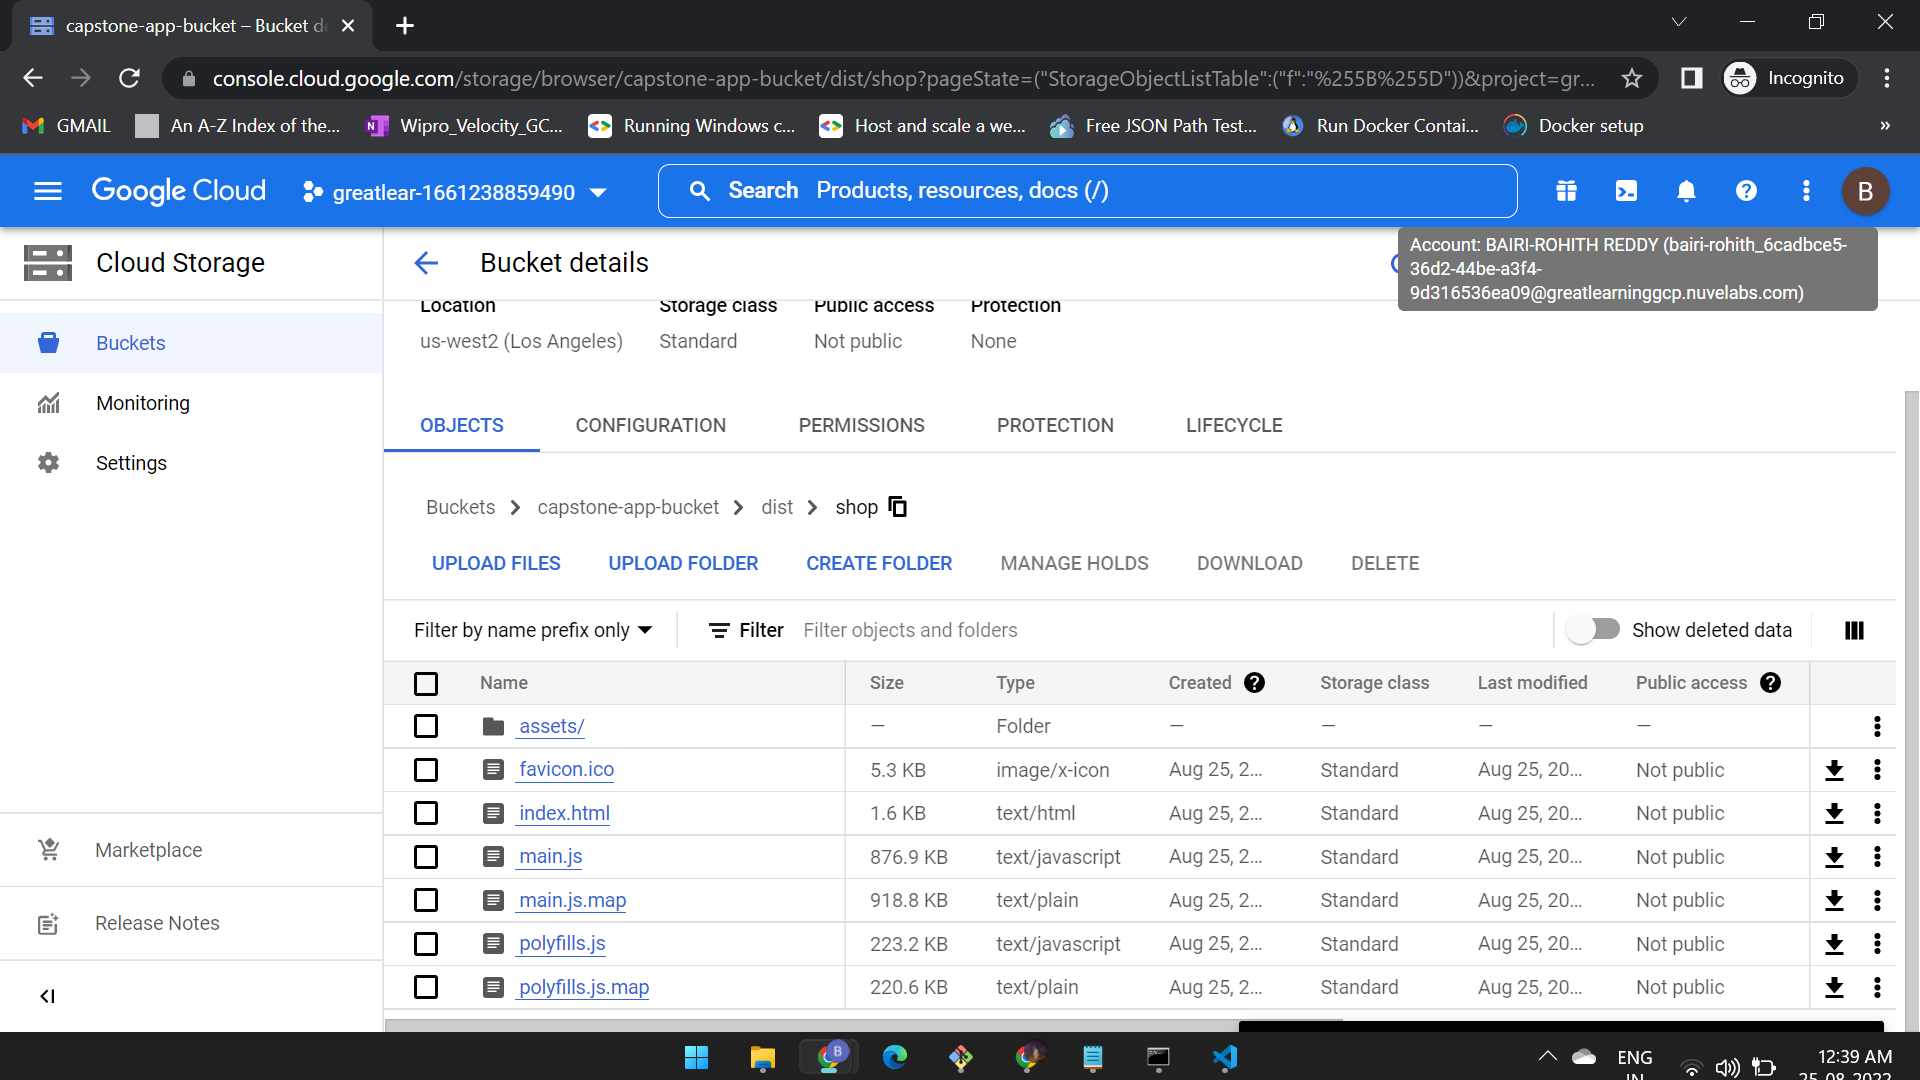 capstone-app-bucket – Bucket de
console.cloud.google.com/storage/browser/capstone-app-bucket/dist/shop?pageState=("StorageObjectListTable":("f":"%255B%255D"))&project=gr...
Incognito
GMAIL
An A-Z Index of the...
Wipro_Velocity_GC...
Running Windows c...
Host and scale a we...
Free JSON Path Test...
Run Docker Contai...
Docker setup
»
Google Cloud
greatlear-1661238859490
Search Products, resources, docs (/)
B
Cloud Storage
Bucket details
Account: BAIRI-ROHITH REDDY (bairi-rohith_6cadbce5-
36d2-44be-a3f4-
9d316536ea09@greatlearninggcp.nuvelabs.com)
Location Storage class Public access Protection
us-west2 (Los Angeles) Standard Not public None
Buckets
Monitoring
Settings
Marketplace
Release Notes
OBJECTS CONFIGURATION PERMISSIONS PROTECTION LIFECYCLE
Buckets > capstone-app-bucket > dist > shop
UPLOAD FILES UPLOAD FOLDER CREATE FOLDER MANAGE HOLDS DOWNLOAD DELETE
Filter by name prefix only Filter Filter objects and folders Show deleted data
Name Size Type Created Storage class Last modified Public access
assets/ — Folder — — — —
favicon.ico 5.3 KB image/x-icon Aug 25, 2... Standard Aug 25, 20... Not public
index.html 1.6 KB text/html Aug 25, 2... Standard Aug 25, 20... Not public
main.js 876.9 KB text/javascript Aug 25, 2... Standard Aug 25, 20... Not public
main.js.map 918.8 KB text/plain Aug 25, 2... Standard Aug 25, 20... Not public
polyfills.js 223.2 KB text/javascript Aug 25, 2... Standard Aug 25, 20... Not public
polyfills.js.map 220.6 KB text/plain Aug 25, 2... Standard Aug 25, 20... Not public
B
ENG
IN
12:39 AM
25-08-2022